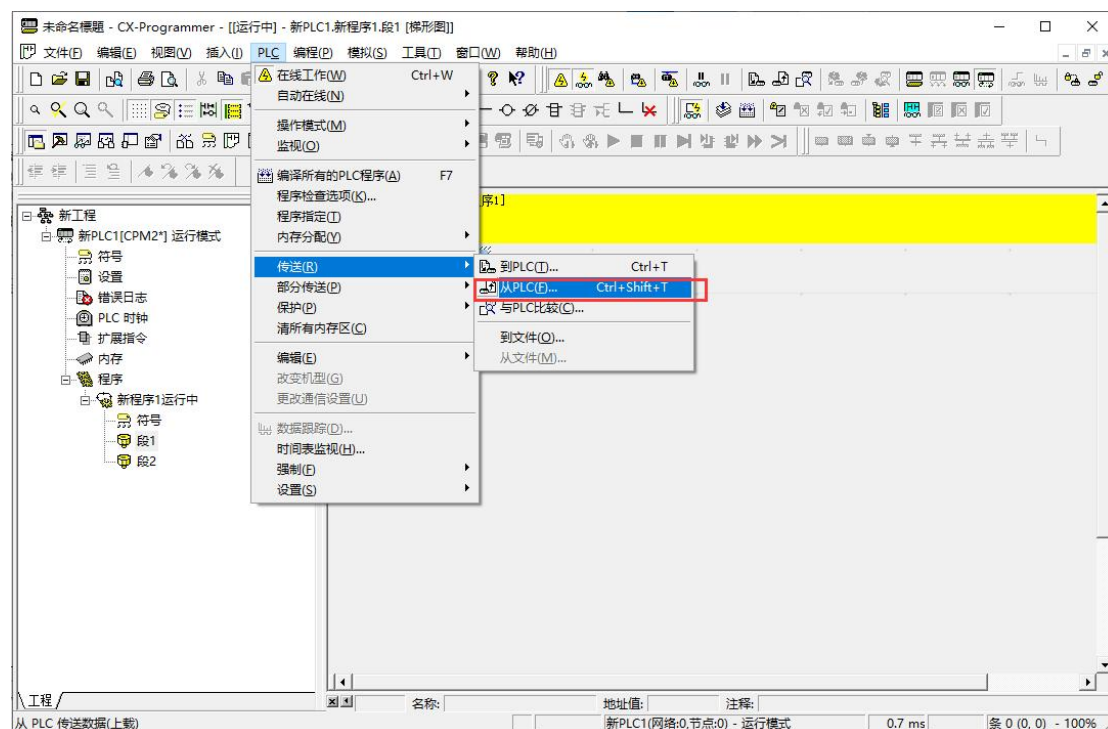 未命名標題 - CX-Programmer - [[运行中] - 新PLC1.新程序1.段1 [梯形图]]
文件(F) 编辑(E) 视图(V) 插入(I) PLC 编程(P) 模拟(S) 工具(T) 窗口(W) 帮助(H)
在线工作(W) Ctrl+W
自动在线(N)
操作模式(M)
监视(O)
编译所有的PLC程序(A) F7
程序检查选项(K)...
程序指定(T)
内存分配(Y)
传送(R)
部分传送(P)
保护(P)
清所有内存区(C)
编辑(E)
改变机型(G)
更改通信设置(U)
数据跟踪(D)...
时间表监视(H)...
强制(F)
设置(S)
到PLC(T)... Ctrl+T
从PLC(F)... Ctrl+Shift+T
与PLC比较(C)...
到文件(O)...
从文件(M)...
序1]
新工程
新PLC1[CPM2*] 运行模式
符号
设置
错误日志
PLC 时钟
扩展指令
内存
程序
新程序1运行中
符号
段1
段2
工程
名称: 地址值: 注释:
从 PLC 传送数据(上载) 新PLC1(网络:0,节点:0) - 运行模式 0.7 ms 条 0 (0, 0) - 100%